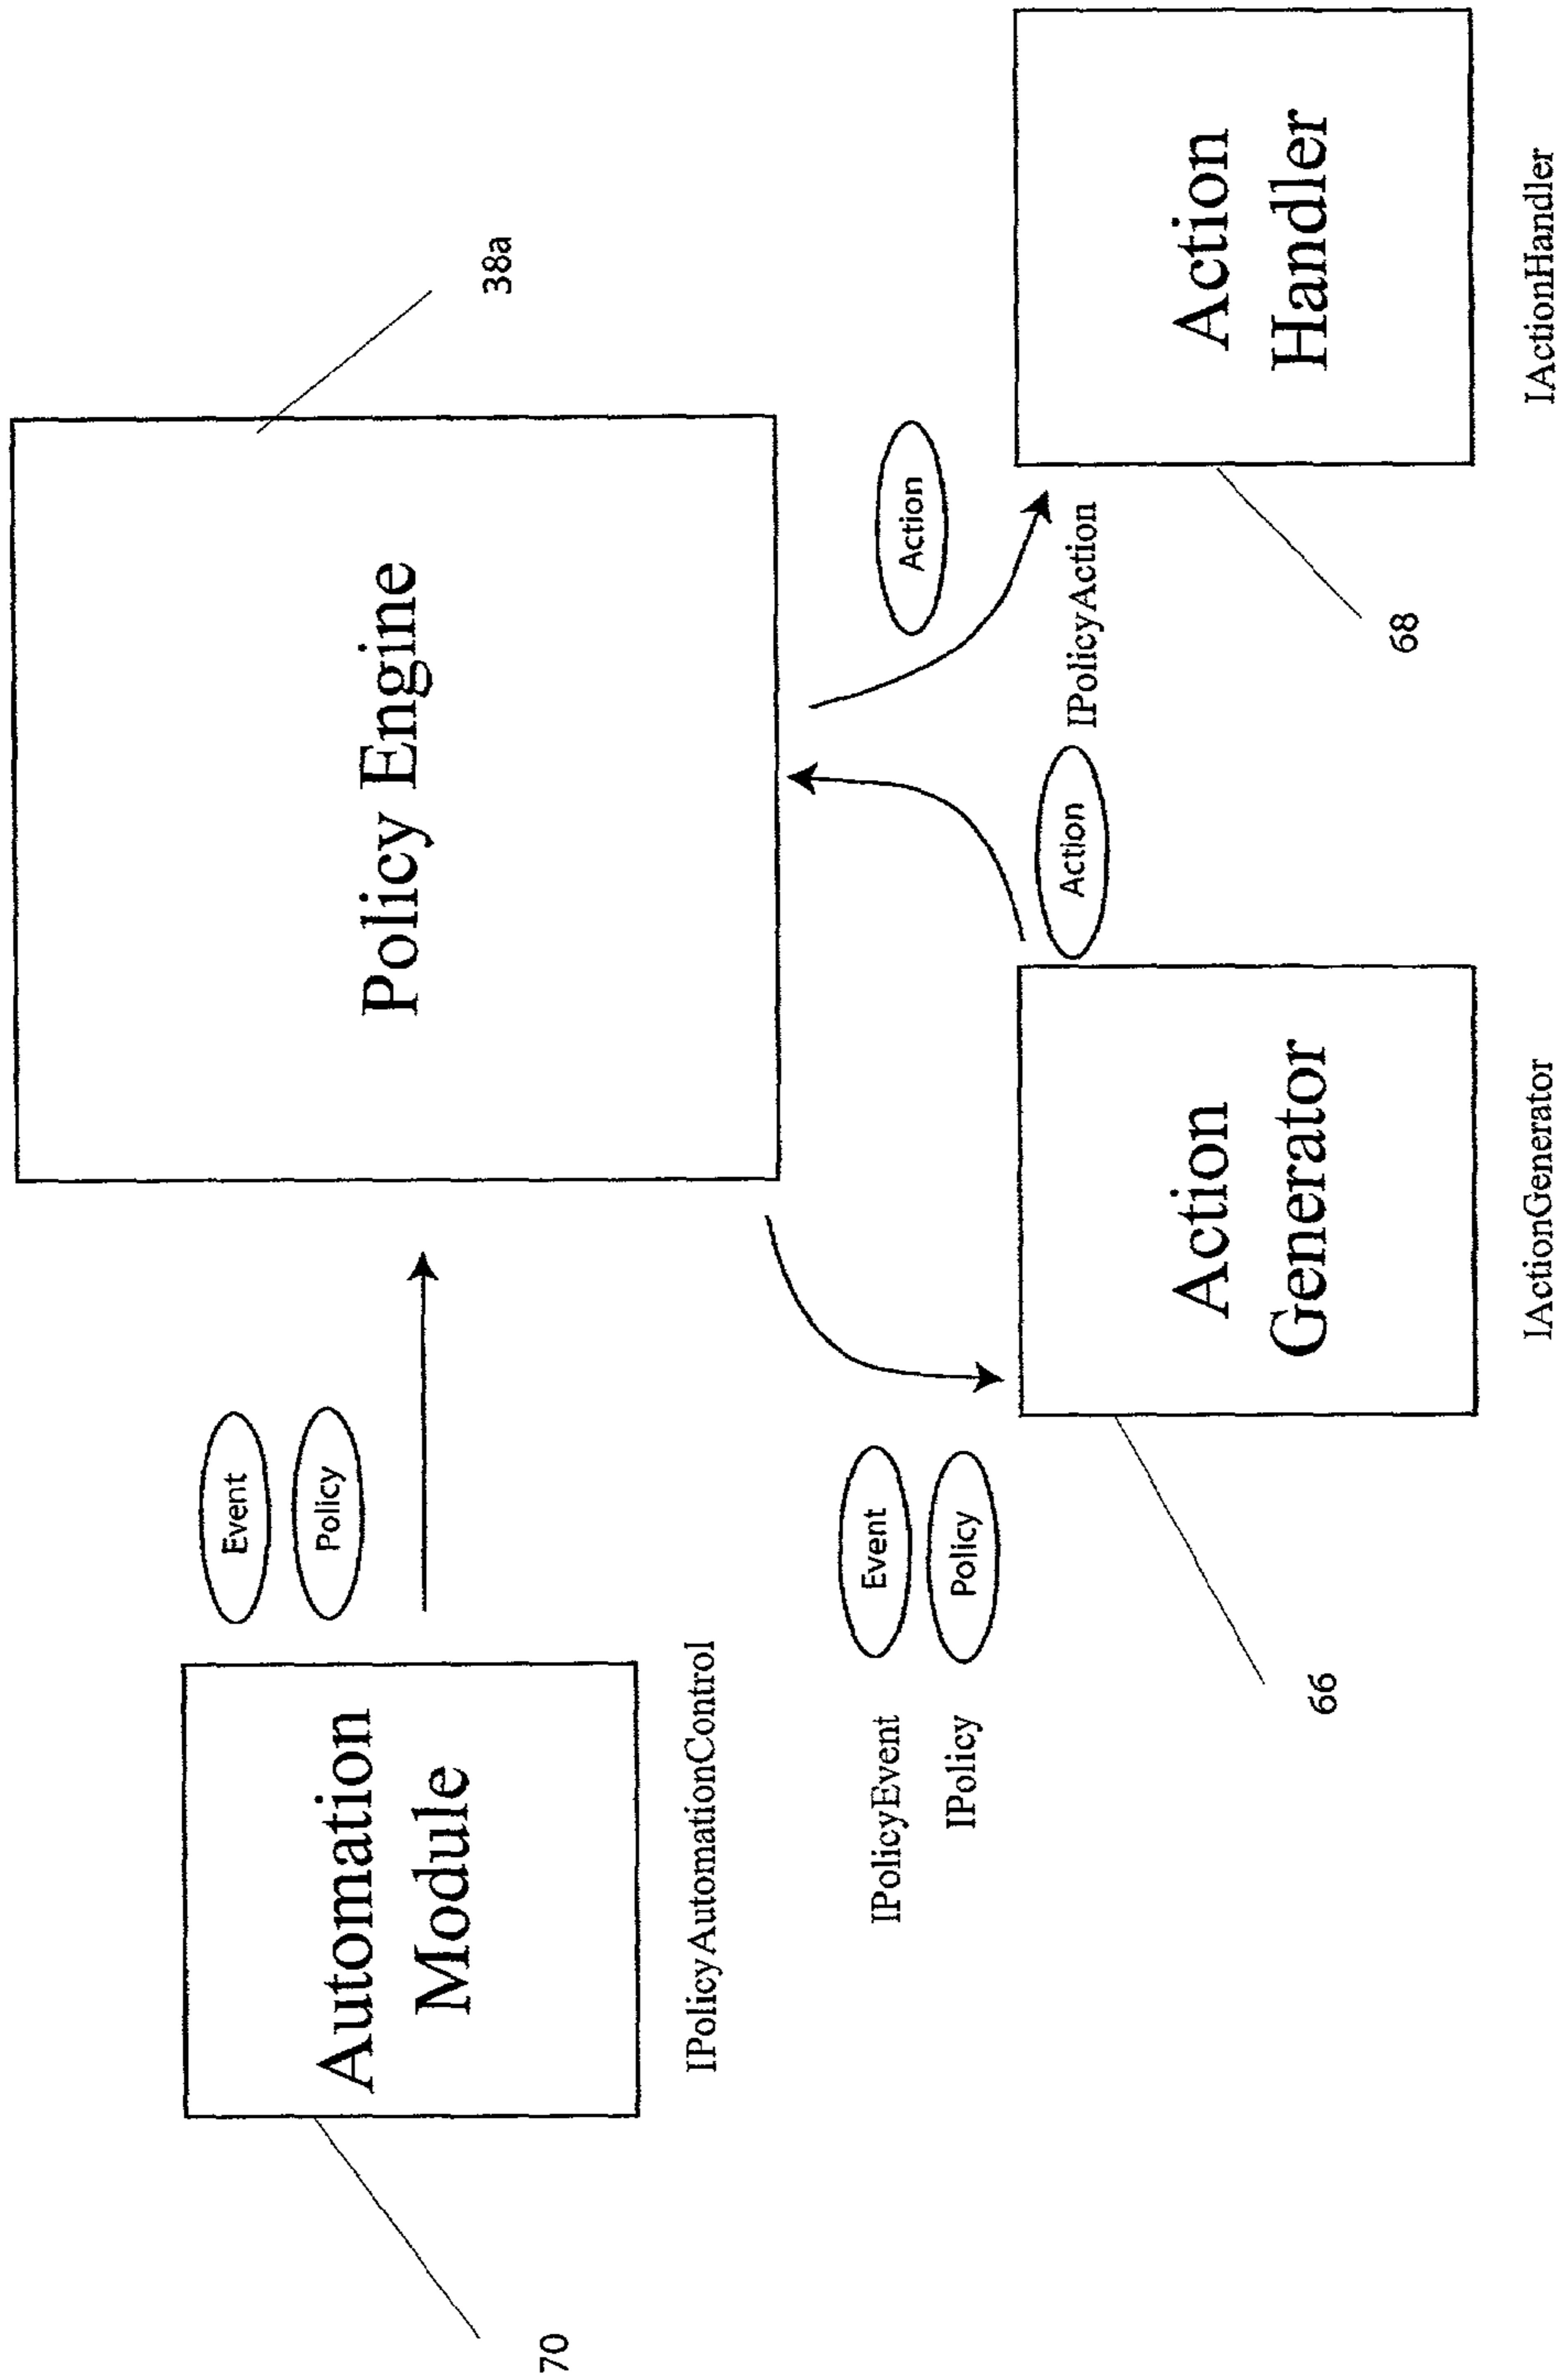 Policy Engine
38a
Event
Policy
Automation
Module
IPolicyAutomationControl
70
Action
IPolicyAction
Action
Event
Policy
IPolicyEvent
IPolicy
Action
Generator
IActionGenerator
66
Action
Handler
IActionHandler
68